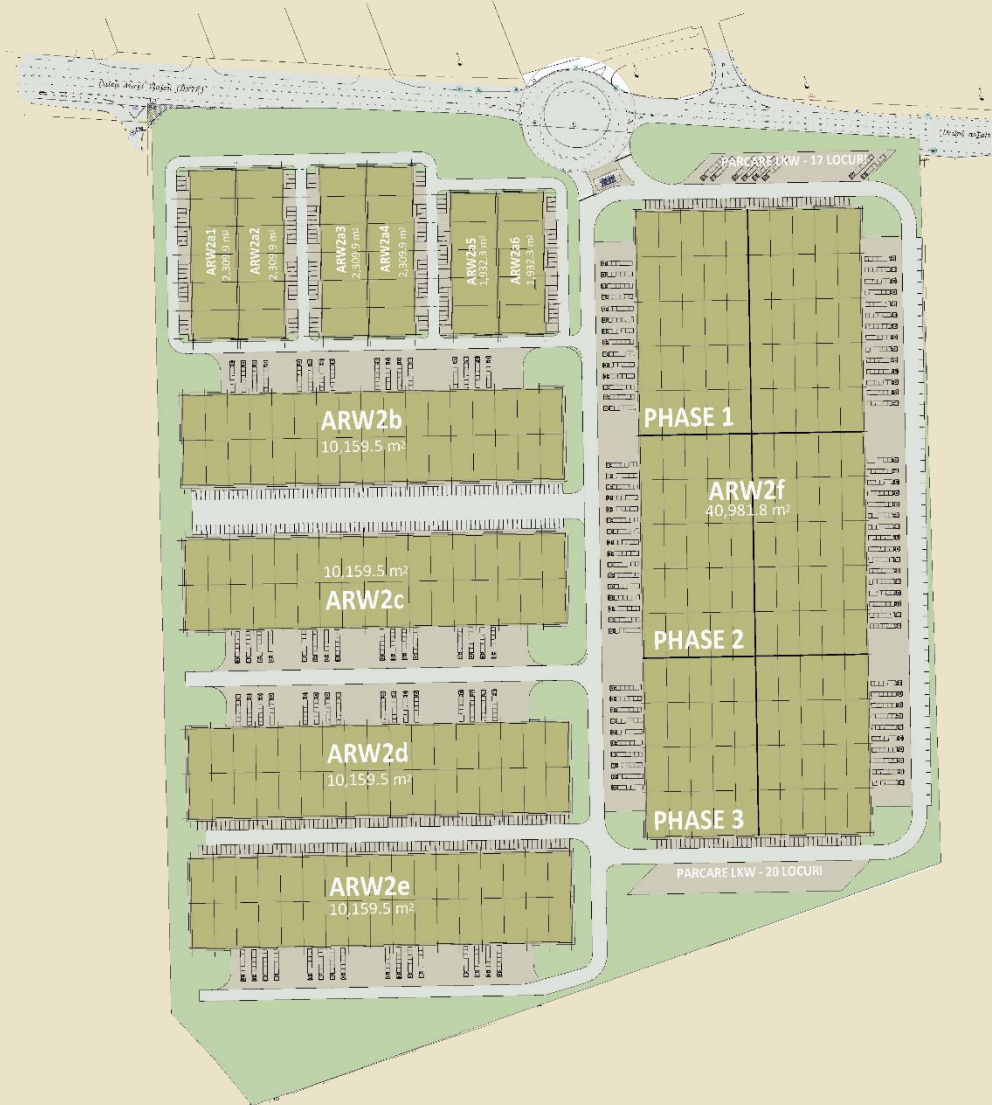 PARCARE LKW - 17 LOCURI
ARW2a1
2,309.9 m²
ARW2a2
2,309.9 m²
ARW2a3
2,309.9 m²
ARW2a4
2,309.9 m²
ARW2a5
1,932.3 m²
ARW2a6
1,932.3 m²
ARW2b
10,159.5 m²
PHASE 1
ARW2f
40,981.8 m²
10,159.5 m²
ARW2c
PHASE 2
ARW2d
10,159.5 m²
PHASE 3
ARW2e
10,159.5 m²
PARCARE LKW - 20 LOCURI